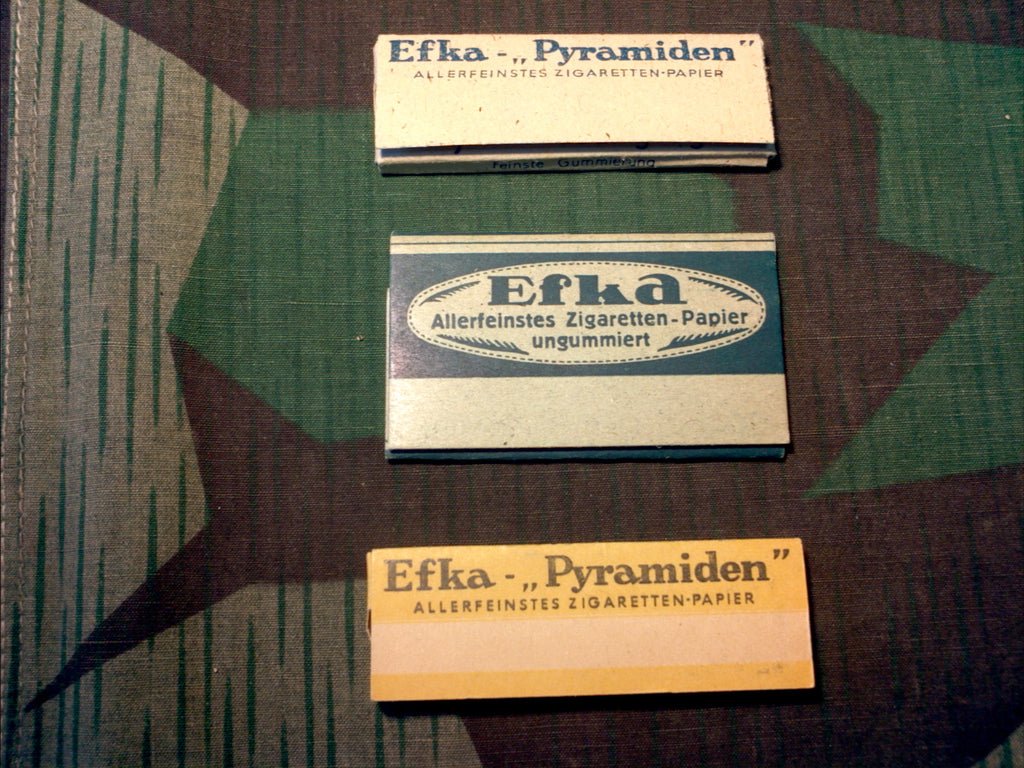 Efka - „Pyramiden"
ALLERFEINSTES ZIGARETTEN-PAPIER
Feinste Gummierung
Efka
Allerfeinstes Zigaretten-Papier
ungummiert
Efka - „Pyramiden"
ALLERFEINSTES ZIGARETTEN-PAPIER